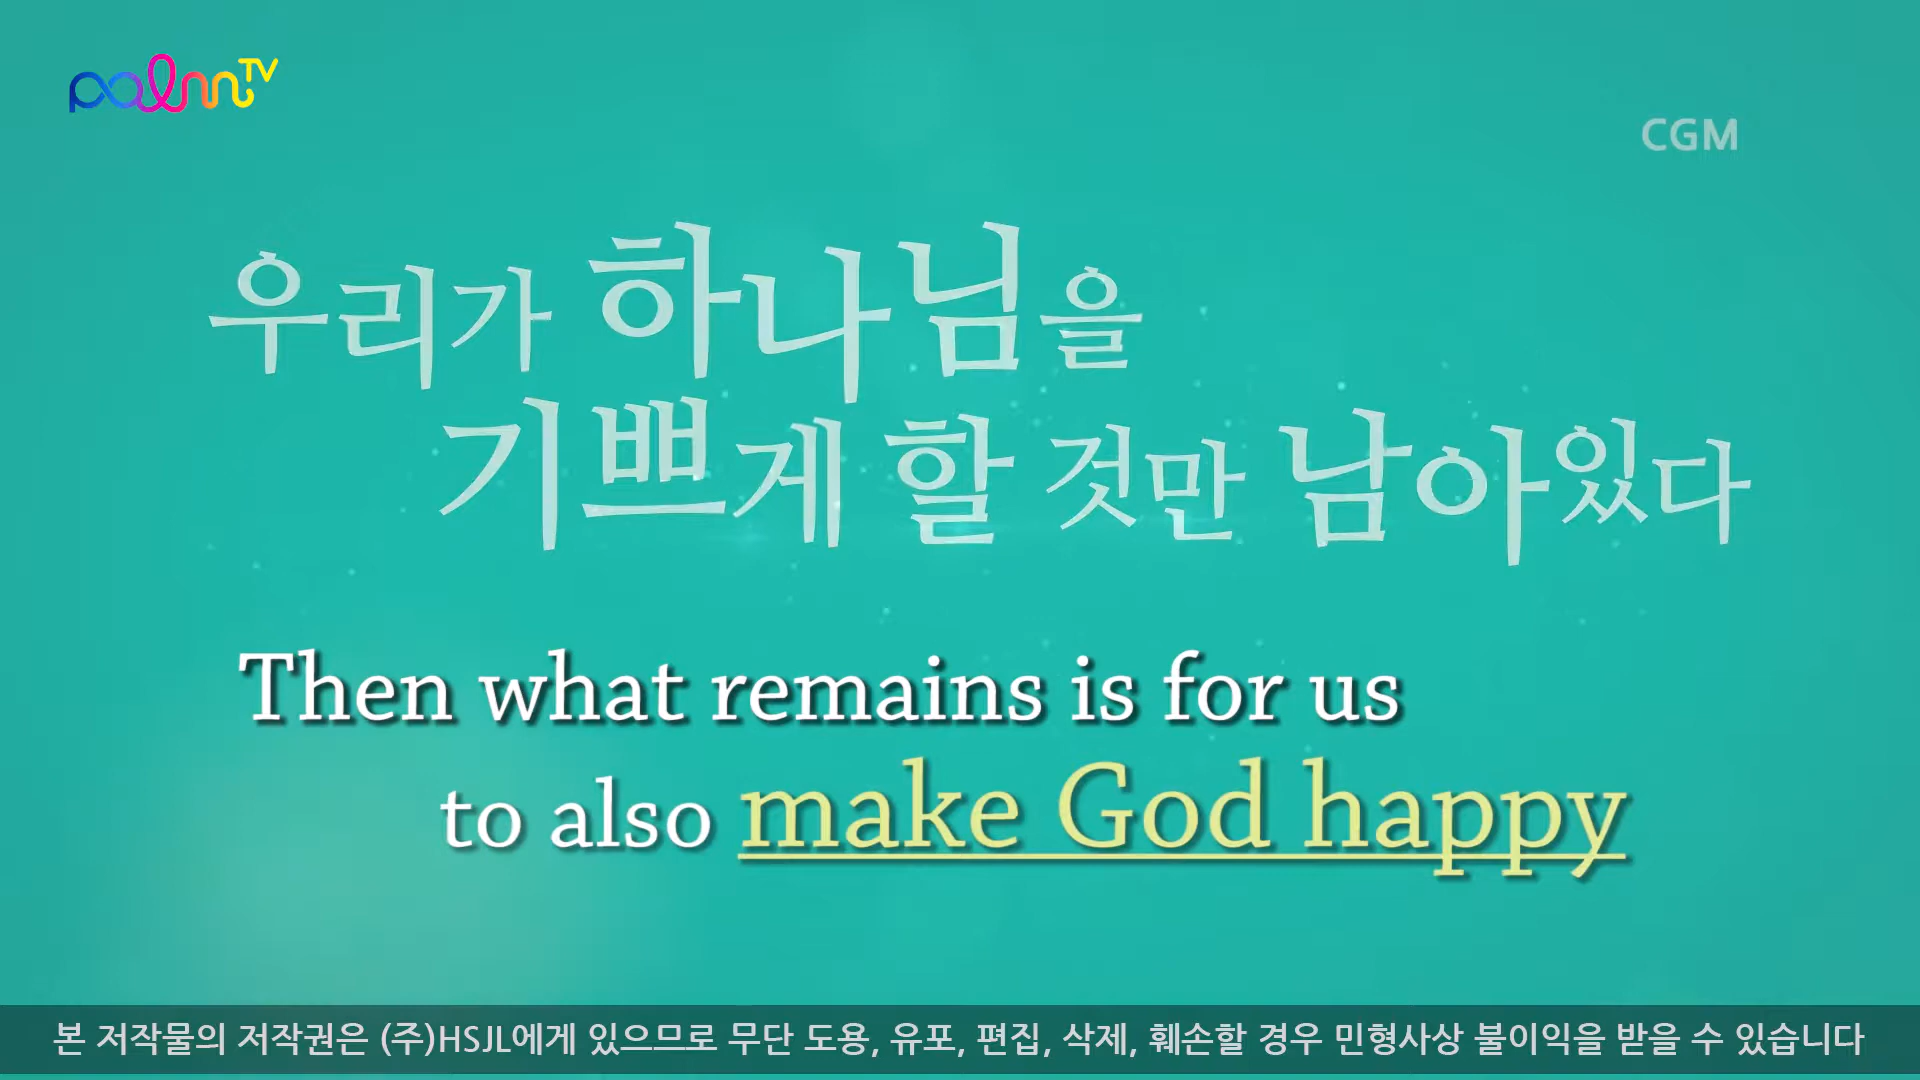 palm TV
CGM
우리가 하나님을
기쁘게 할 것만 남아있다
Then what remains is for us
to also make God happy
본 저작물의 저작권은 (주)HSJL에게 있으므로 무단 도용, 유포, 편집, 삭제, 훼손할 경우 민형사상 불이익을 받을 수 있습니다